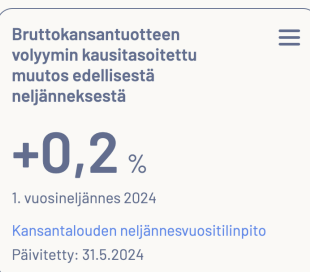 Bruttokansantuotteen
volyymin kausitasoitettu
muutos edellisestä
neljänneksestä
+0,2 %
1. vuosineljännes 2024
Kansantalouden neljännesvuositilinpito
Päivitetty: 31.5.2024